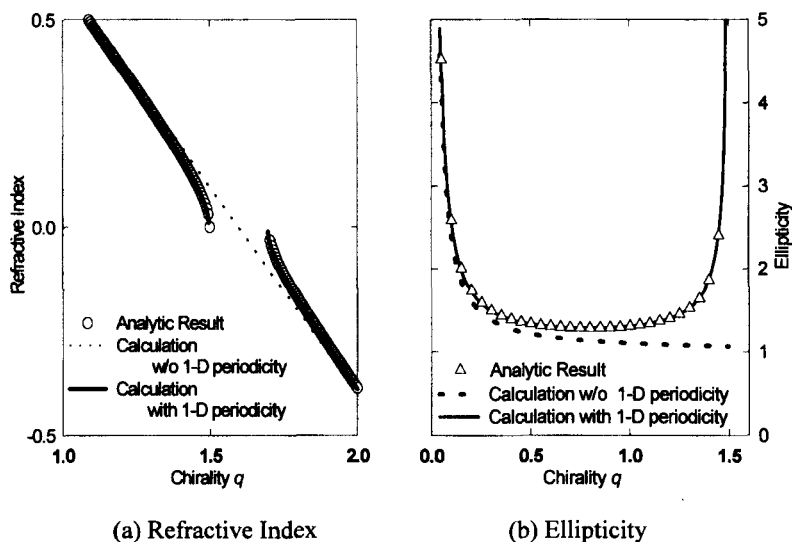 0.5
0.0
-0.5
Refractive Index
Analytic Result
Calculation
w/o 1-D periodicity)
Calculation
with 1-D periodicity)
1.0
1.5
2.0
Chirality q
(a) Refractive Index
5
4
3
2
1
0
Ellipticity
Analytic Result
Calculation w/o 1-D periodicity)
Calculation with 1-D periodicity)
0.0
0.5
1.0
1.5
Chirality q
(b) Ellipticity